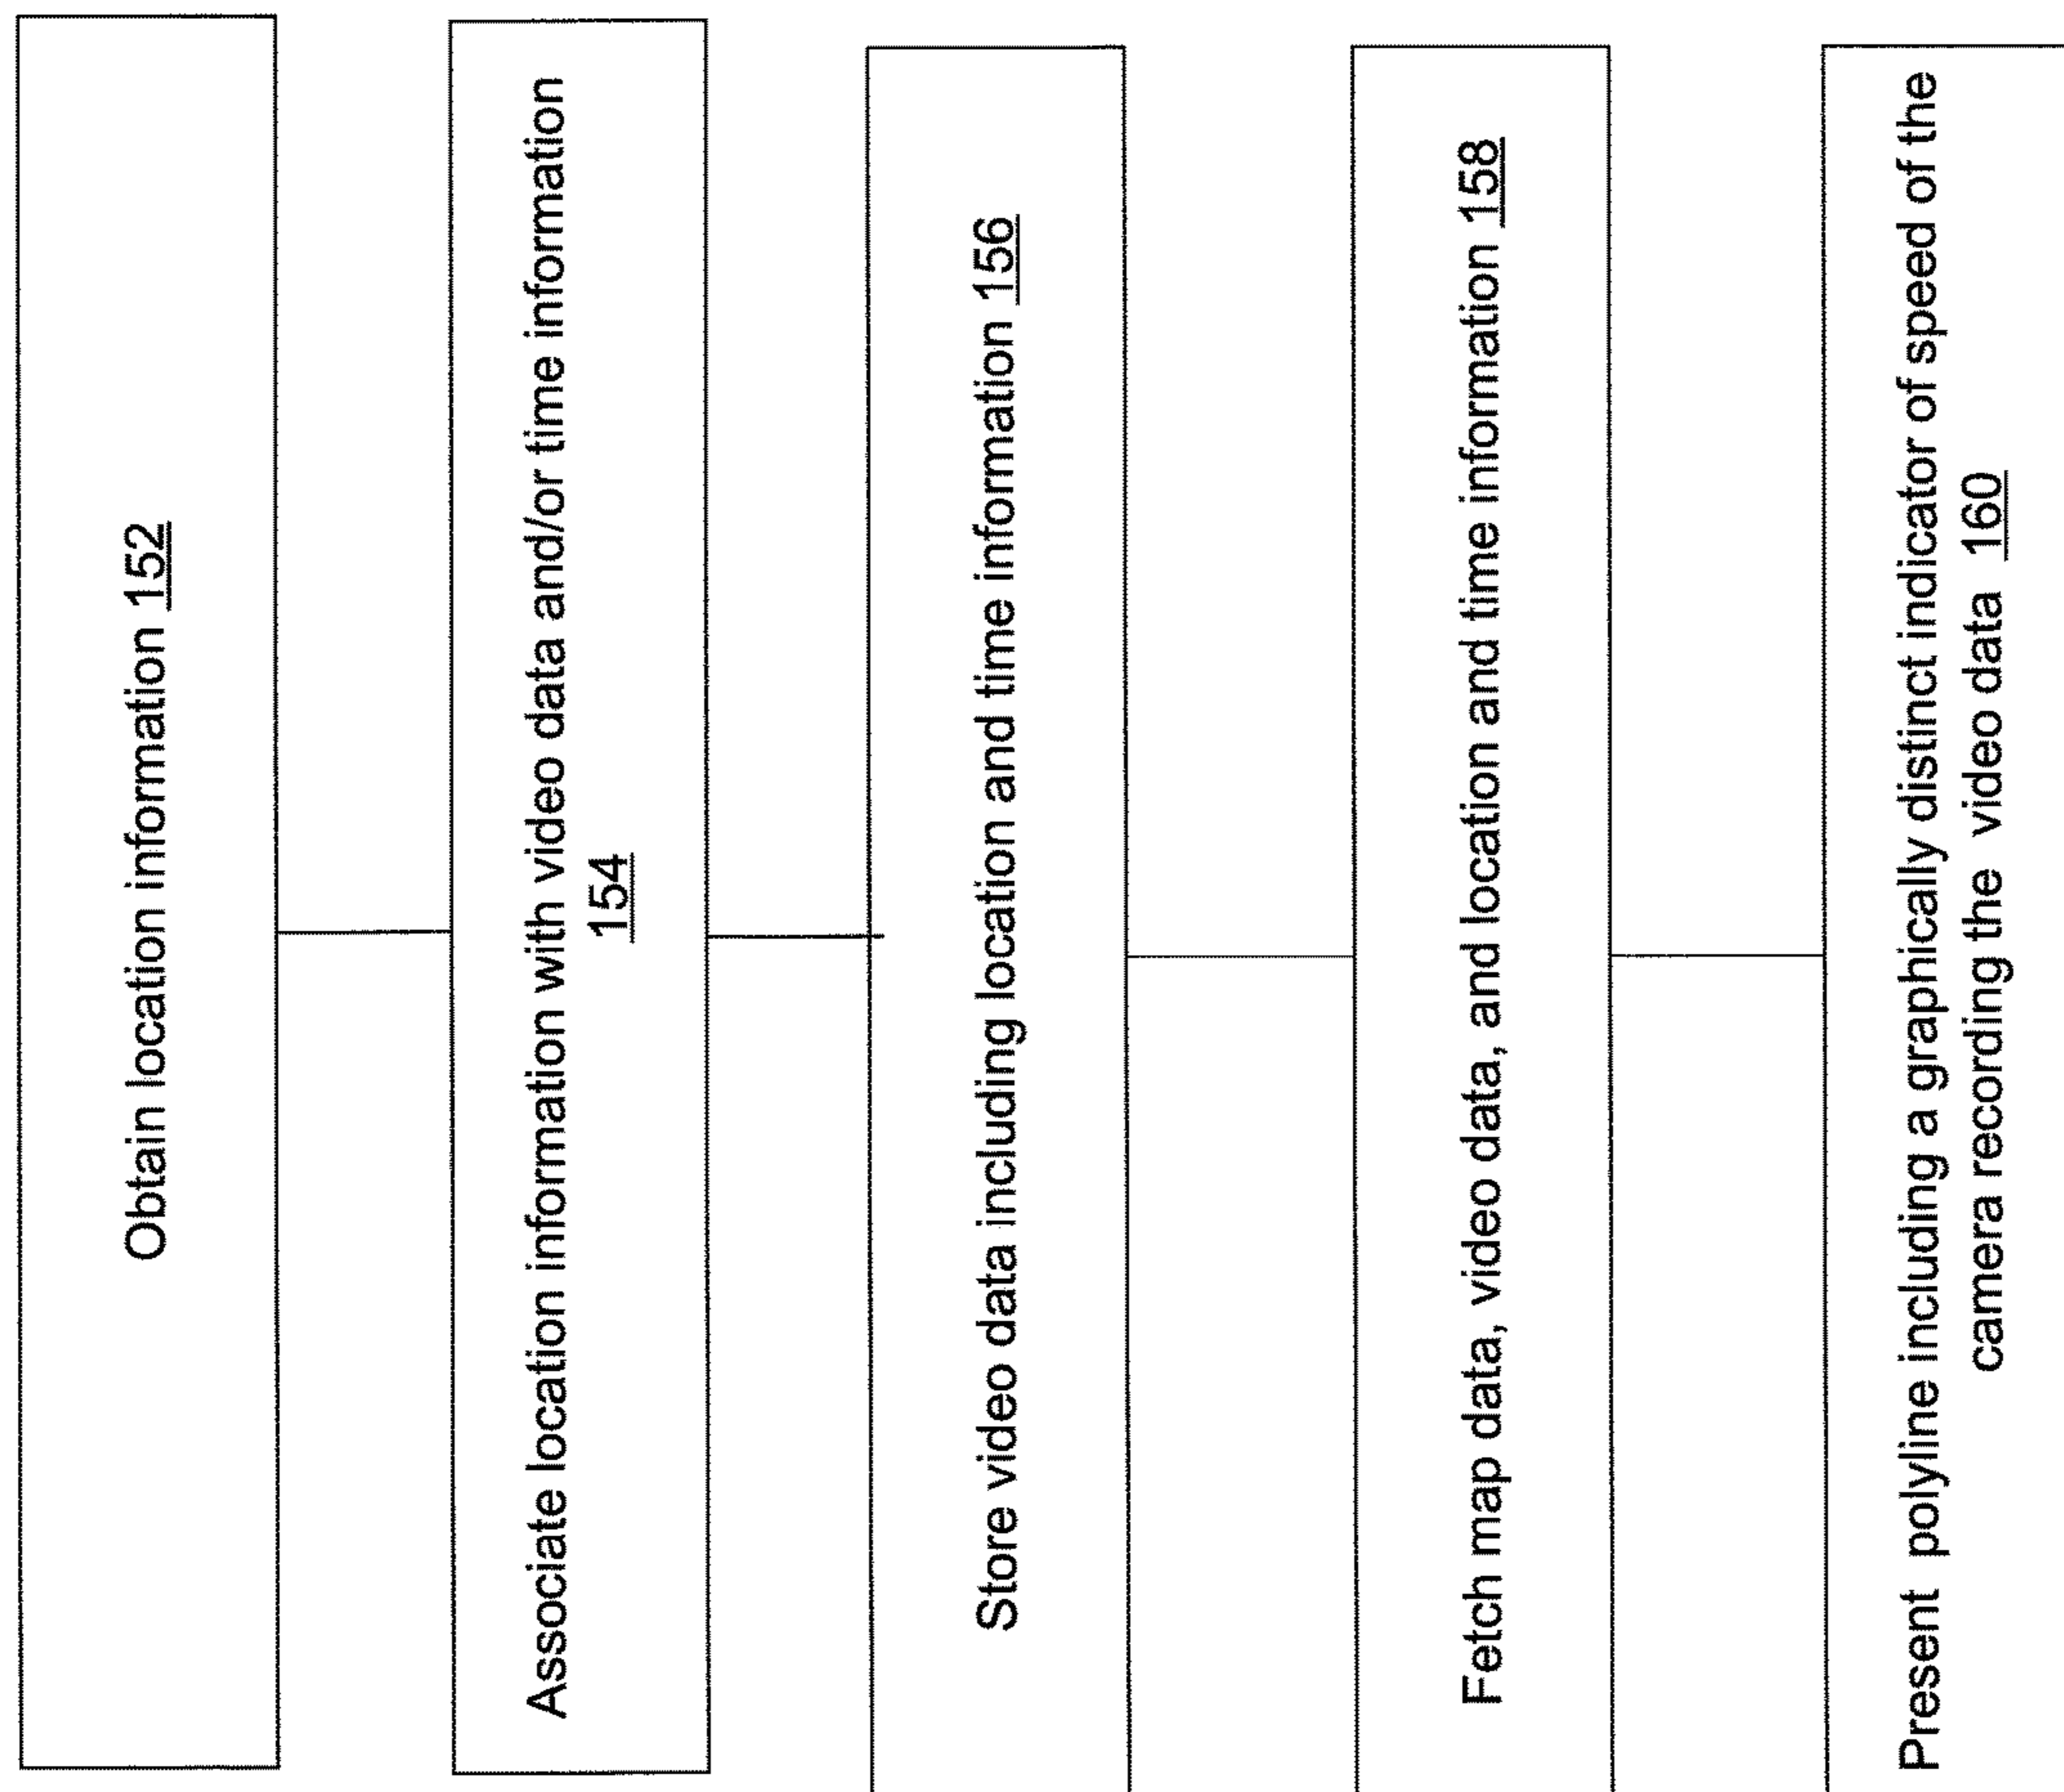 Obtain location information 152
Associate location information with video data and/or time information
154
Store video data including location and time information 156
Fetch map data, video data, and location and time information 158
Present polyline including a graphically distinct indicator of speed of the
camera recording the video data 160